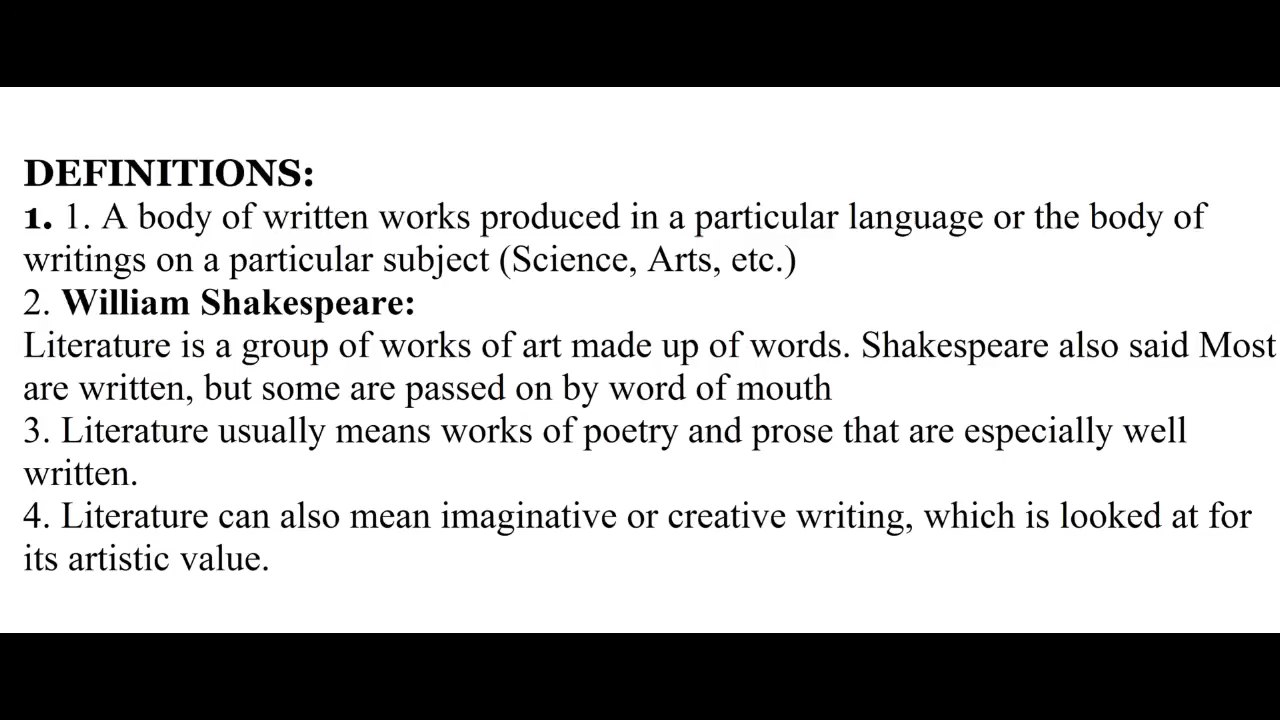 DEFINITIONS:
1. 1. A body of written works produced in a particular language or the body of
writings on a particular subject (Science, Arts, etc.)
2. William Shakespeare:
Literature is a group of works of art made up of words. Shakespeare also said Most
are written, but some are passed on by word of mouth
3. Literature usually means works of poetry and prose that are especially well
written.
4. Literature can also mean imaginative or creative writing, which is looked at for
its artistic value.